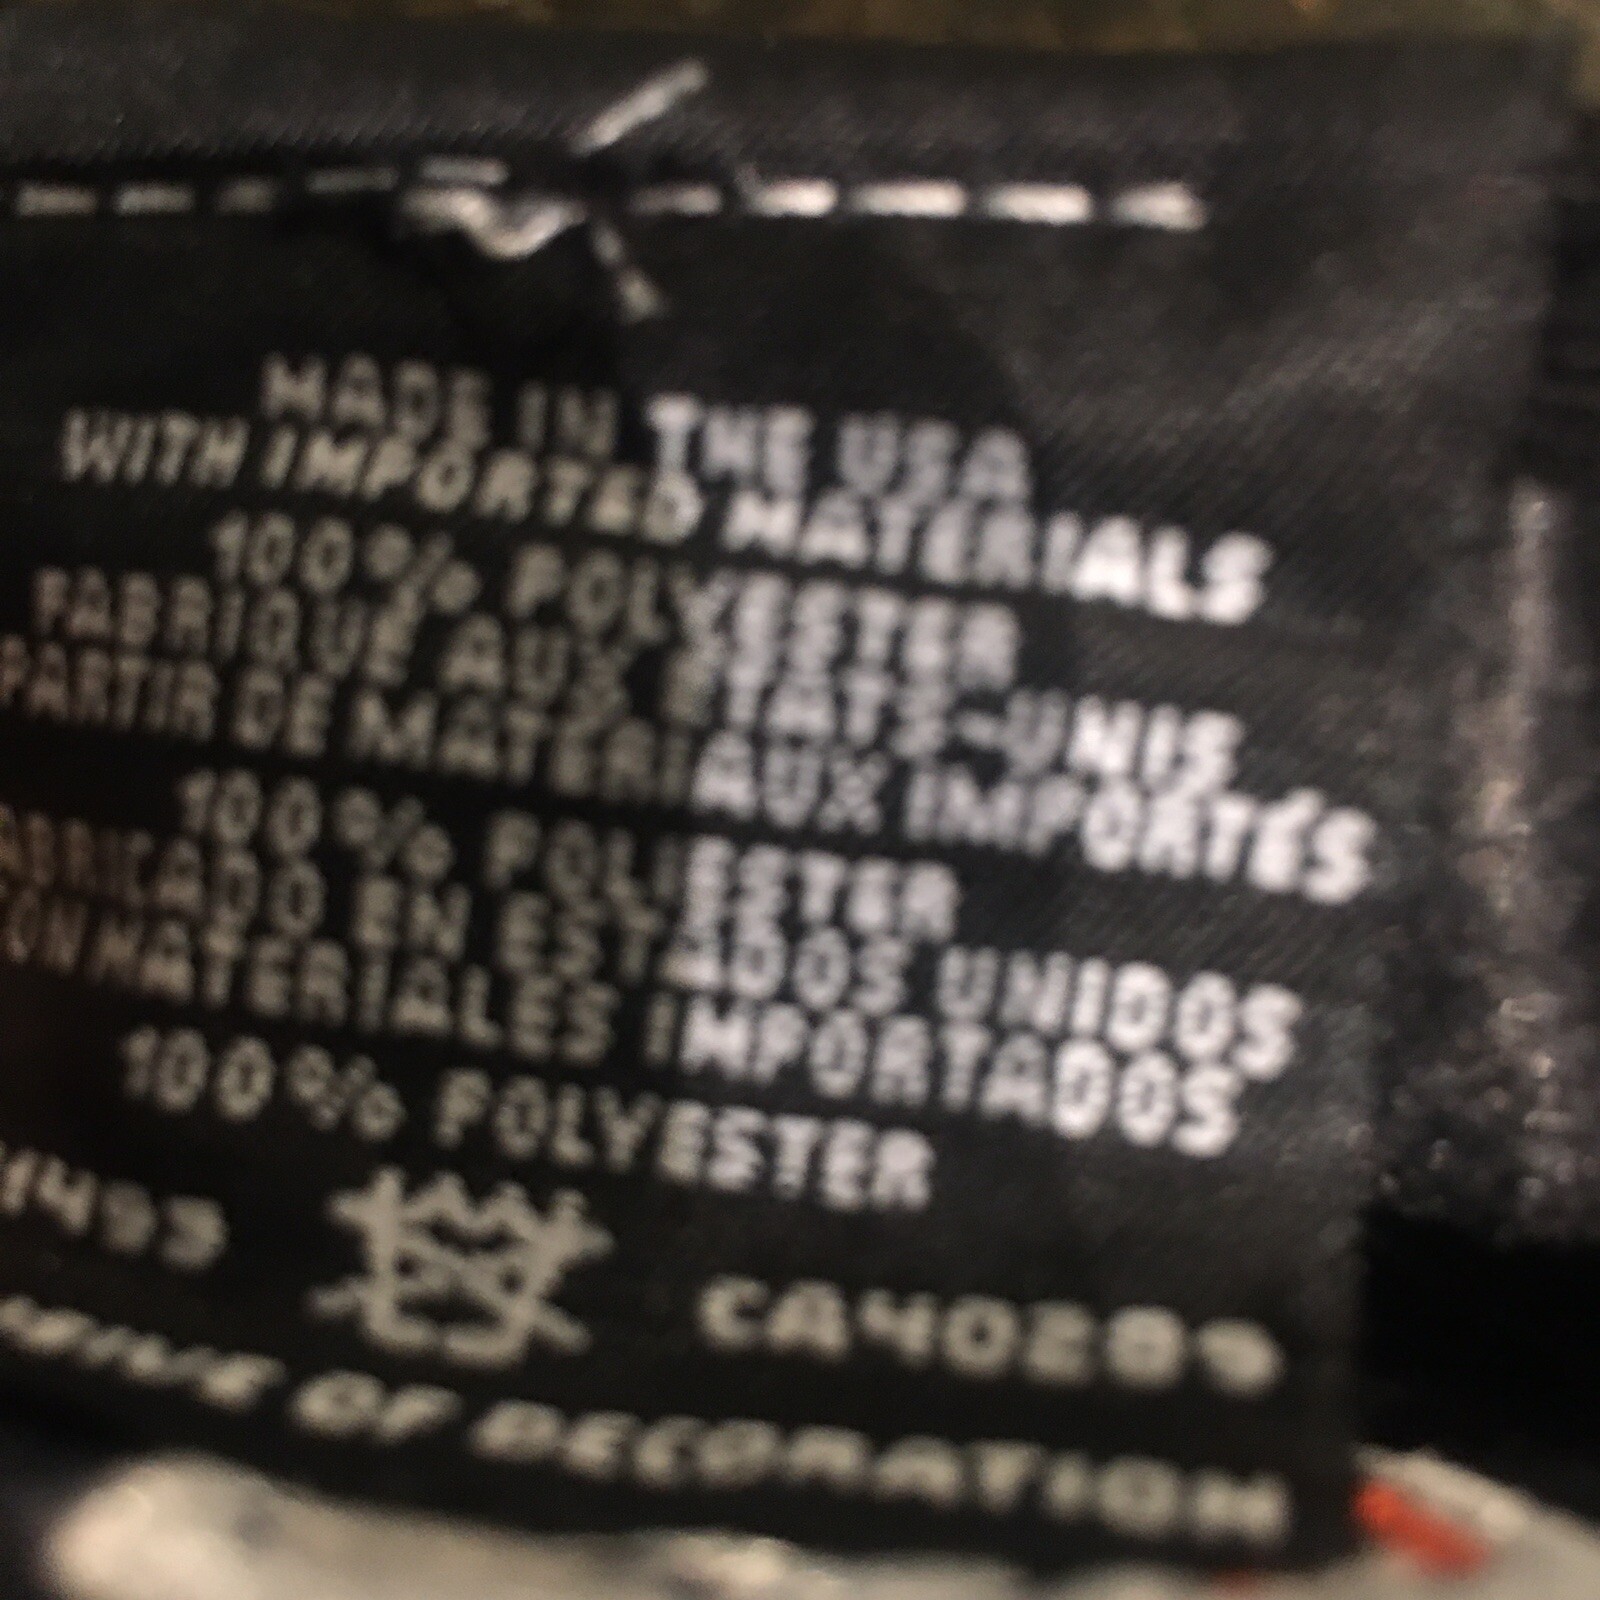 MADE IN THE USA
WITH IMPORTED MATERIALS
100% POLYESTER
FABRIQUÉ AUX ÉTATS-UNIS
PARTIR DE MATERIAUX IMPORTÉS
100% POLIESTER
FABRICADO EN ESTADOS UNIDOS
CON MATERIALES IMPORTADOS
100% POLYESTER
CA40289
OF DECORATION